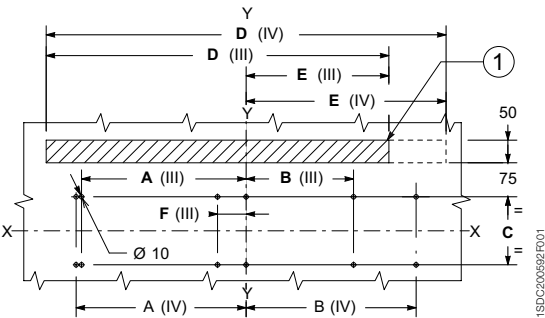 Y
D (IV)
D (III)
E (III)
1
E (IV)
Y
50
75
A (III)
B (III)
F (III)
=
X
X
C
Ø 10
=
A (IV)
Y
B (IV)
1SDC200592F001